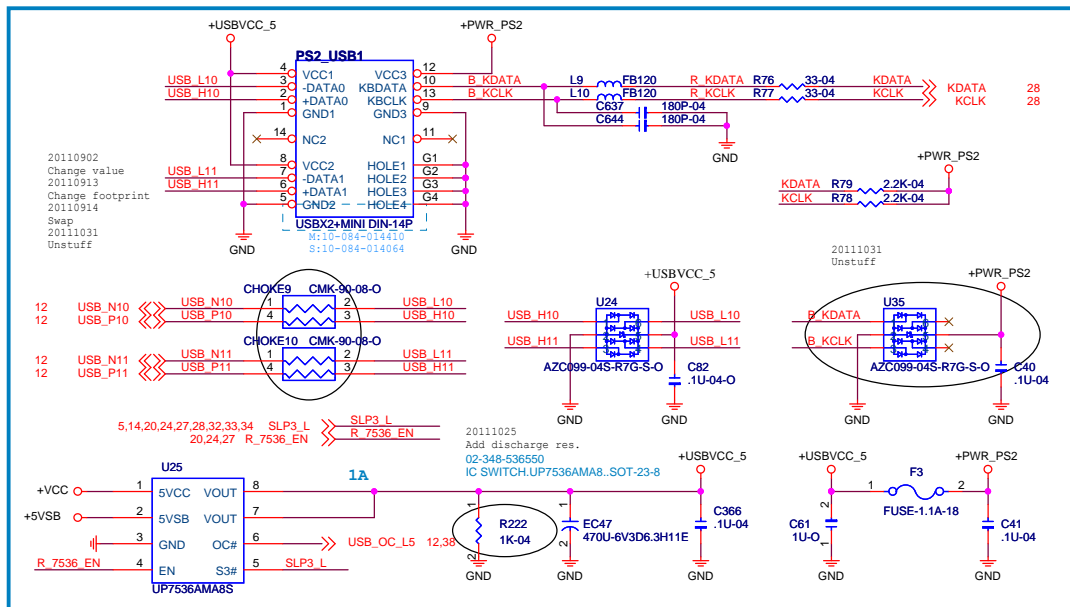 +USBVCC_5
+PWR_PS2
PS2_USB1
USB_L10 4 VCC1 VCC3 12
3 -DATA0 KBDATA 10 B_KDATA L9 FB120 R_KDATA R76 33-04 KDATA KDATA 28
USB_H10 2 +DATA0 KBCLK 13 B_KCLK L10 FB120 R_KCLK R77 33-04 KCLK KCLK 28
1 GND1 GND3 9 C637 180P-04
C644 180P-04
14 NC2 NC1 11
GND
8 VCC2 HOLE1 G1
USB_L11 7 -DATA1 HOLE2 G2
USB_H11 6 +DATA1 HOLE3 G3
5 GND2 HOLE4 G4
USBX2+MINI DIN-14P
M:10-084-014410
S:10-084-014064
GND
GND
20110902
Change value
20110913
Change footprint
20110914
Swap
20111031
Unstuff
+PWR_PS2
KDATA R79 2.2K-04
KCLK R78 2.2K-04
GND
20111031
Unstuff
CHOKE9 CMK-90-08-O
12 USB_N10 USB_N10 1 2 USB_L10
12 USB_P10 USB_P10 4 3 USB_H10
CHOKE10 CMK-90-08-O
12 USB_N11 USB_N11 1 2 USB_L11
12 USB_P11 USB_P11 4 3 USB_H11
+USBVCC_5
U24
USB_H10 USB_L10
USB_H11 USB_L11
AZC099-04S-R7G-S-O
C82
.1U-04-O
GND
GND
+PWR_PS2
U35
B_KDATA
B_KCLK
AZC099-04S-R7G-S-O
C40
.1U-04
GND
GND
5,14,20,24,27,28,32,33,34 SLP3_L SLP3_L
20,24,27 R_7536_EN R_7536_EN
20111025
Add discharge res.
02-348-536550
IC SWITCH.UP7536AMA8..SOT-23-8
U25
1A
+VCC 1 5VCC VOUT 8
+5VSB 2 5VSB VOUT 7
3 GND OC# 6 USB_OC_L5 12,38
R_7536_EN 4 EN S3# 5 SLP3_L
UP7536AMA8S
+USBVCC_5
1
R222
1K-04
2
GND
1
EC47
470U-6V3D6.3H11E
2
GND
C366
.1U-04
GND
+USBVCC_5
F3
+PWR_PS2
1 2
FUSE-1.1A-18
2
C61
1U-O
1
GND
C41
.1U-04
GND